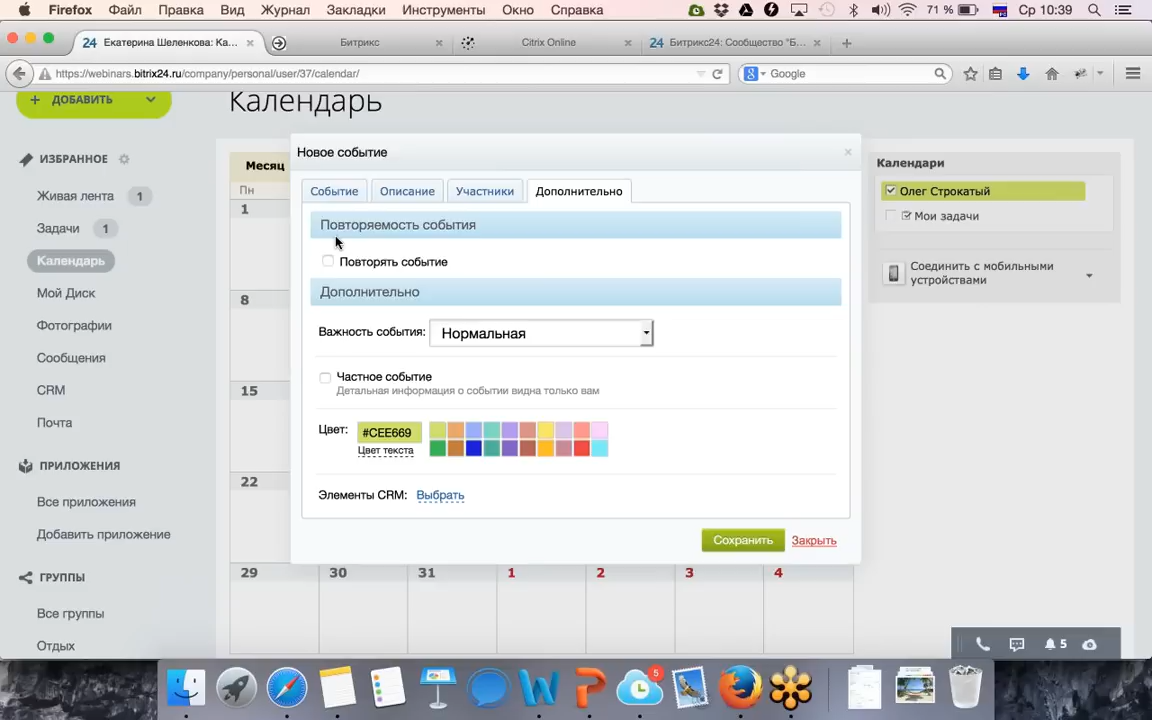 Firefox Файл Правка Вид Журнал Закладки Инструменты Окно Справка 71 % Ср 10:39
24 Екатерина Шеленкова: Ка... Битрикс Citrix Online 24 Битрикс24: Сообщество "Б...
https://webinars.bitrix24.ru/company/personal/user/37/calendar/ Google
+ ДОБАВИТЬ
Календарь
ИЗБРАННОЕ
Живая лента 1
Задачи 1
Календарь
Мой Диск
Фотографии
Сообщения
CRM
Почта
ПРИЛОЖЕНИЯ
Все приложения
Добавить приложение
ГРУППЫ
Все группы
Отдых
Месяц
Пн
1
8
15
22
29 30 31 1 2 3 4
Новое событие ×
Событие Описание Участники Дополнительно
Повторяемость события
Повторять событие
Дополнительно
Важность события: Нормальная
Частное событие
Детальная информация о событии видна только вам
Цвет: #CEE669
Цвет текста
Элементы CRM: Выбрать
Сохранить Закрыть
Календари
Олег Строкатый
Мои задачи
Соединить с мобильными
устройствами
5
5